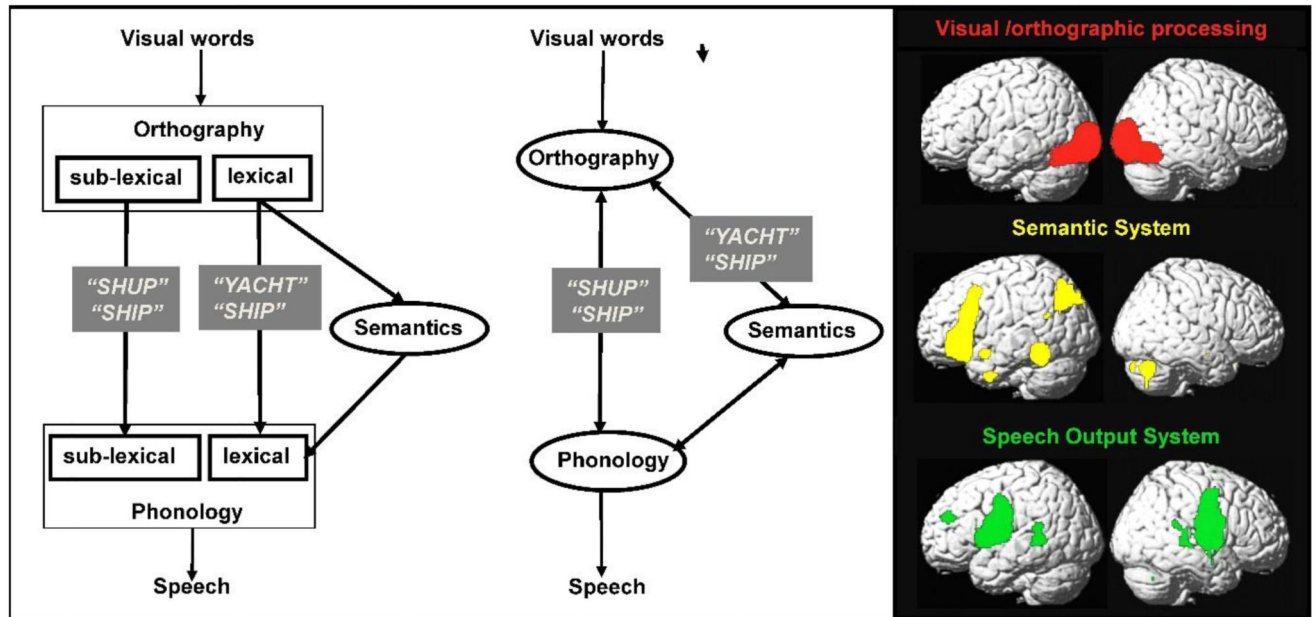 Visual words
Orthography
sub-lexical
lexical
“SHUP”
“SHIP”
“YACHT”
“SHIP”
Semantics
sub-lexical
lexical
Phonology
Speech
Visual words
Orthography
“YACHT”
“SHIP”
“SHUP”
“SHIP”
Semantics
Phonology
Speech
Visual /orthographic processing
Semantic System
Speech Output System